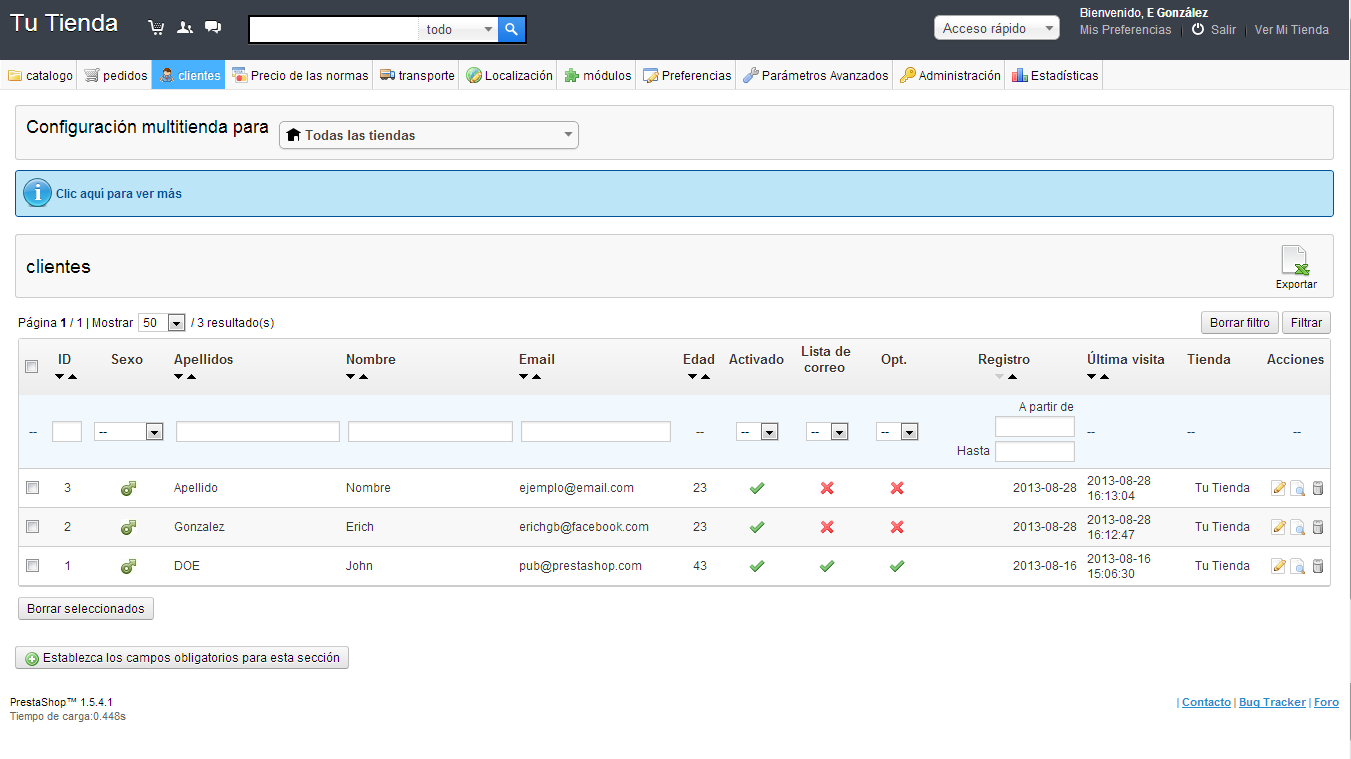 Tu Tienda
todo
Acceso rápido
Bienvenido, E González
Mis Preferencias | Salir | Ver Mi Tienda
catalogo
pedidos
clientes
Precio de las normas
transporte
Localización
módulos
Preferencias
Parámetros Avanzados
Administración
Estadísticas
Configuración multitienda para
Todas las tiendas
Clic aquí para ver más
clientes
Exportar
Página 1 / 1 | Mostrar 50 / 3 resultado(s)
Borrar filtro
Filtrar
ID Sexo Apellidos Nombre Email Edad Activado Lista de correo Opt. Registro Última visita Tienda Acciones
A partir de
-- -- -- -- -- -- -- -- --
Hasta
3 Apellido Nombre ejemplo@email.com 23 2013-08-28 2013-08-28 16:13:04 Tu Tienda
2 Gonzalez Erich erichgb@facebook.com 23 2013-08-28 2013-08-28 16:12:47 Tu Tienda
1 DOE John pub@prestashop.com 43 2013-08-16 2013-08-16 15:06:30 Tu Tienda
Borrar seleccionados
Establezca los campos obligatorios para esta sección
PrestaShop™ 1.5.4.1
Tiempo de carga:0.448s
| Contacto | Bug Tracker | Foro